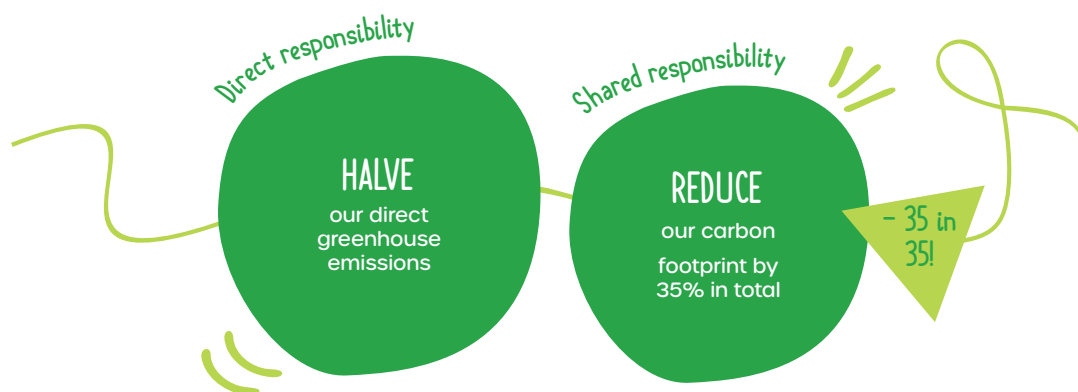 Direct responsibility
HALVE
our direct
greenhouse
emissions
Shared responsibility
REDUCE
our carbon
footprint by
35% in total
- 35 in
35!